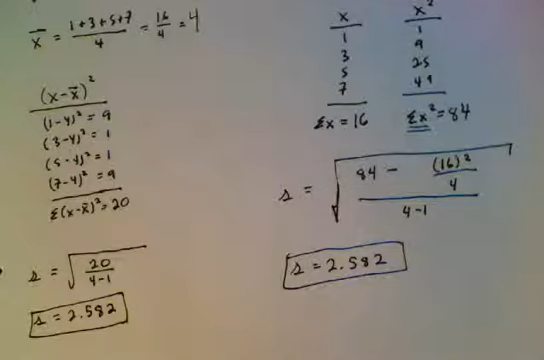 x̄ = (1+3+5+7)/4 = 16/4 = 4
(x-x̄)²
(1-4)² = 9
(3-4)² = 1
(5-4)² = 1
(7-4)² = 9
Σ(x-x̄)² = 20
s = √(20/(4-1))
s = 2.582
x x²
1 1
3 9
5 25
7 49
Σx = 16 Σx² = 84
s = √((84 - (16)²/4)/(4-1))
s = 2.582